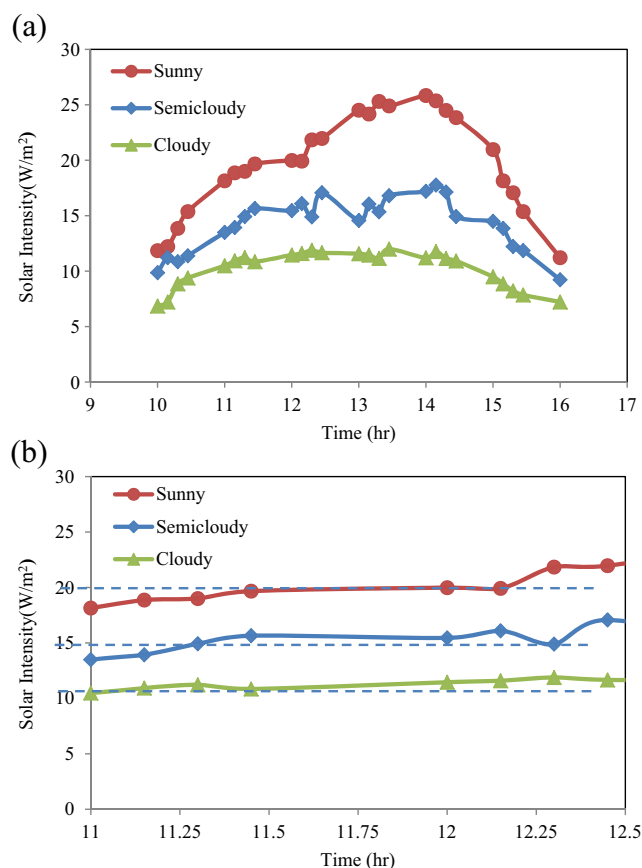 (a)
30
25
20
15
10
5
0
Solar Intensity(W/m²)
Sunny
Semicloudy
Cloudy
9 10 11 12 13 14 15 16 17
Time (hr)
(b)
30
25
20
15
10
5
0
Solar Intensity(W/m²)
Sunny
Semicloudy
Cloudy
11 11.25 11.5 11.75 12 12.25 12.5
Time (hr)